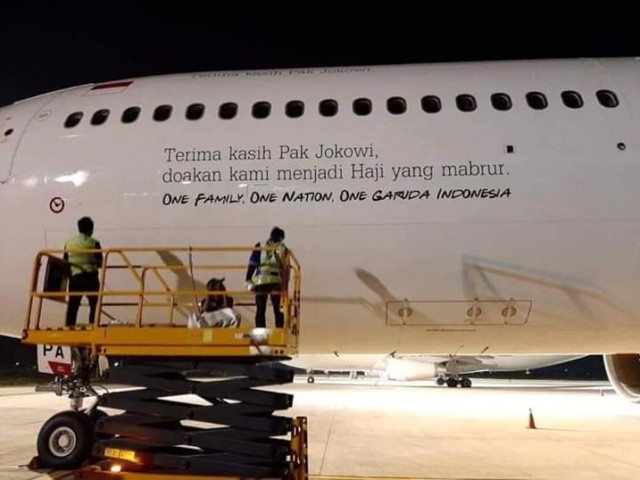 Terima kasih Pak Jokowi,
Terima kasih Pak Jokowi,
doakan kami menjadi Haji yang mabrur.
ONE FAMILY, ONE NATION, ONE GARUDA INDONESIA
PA